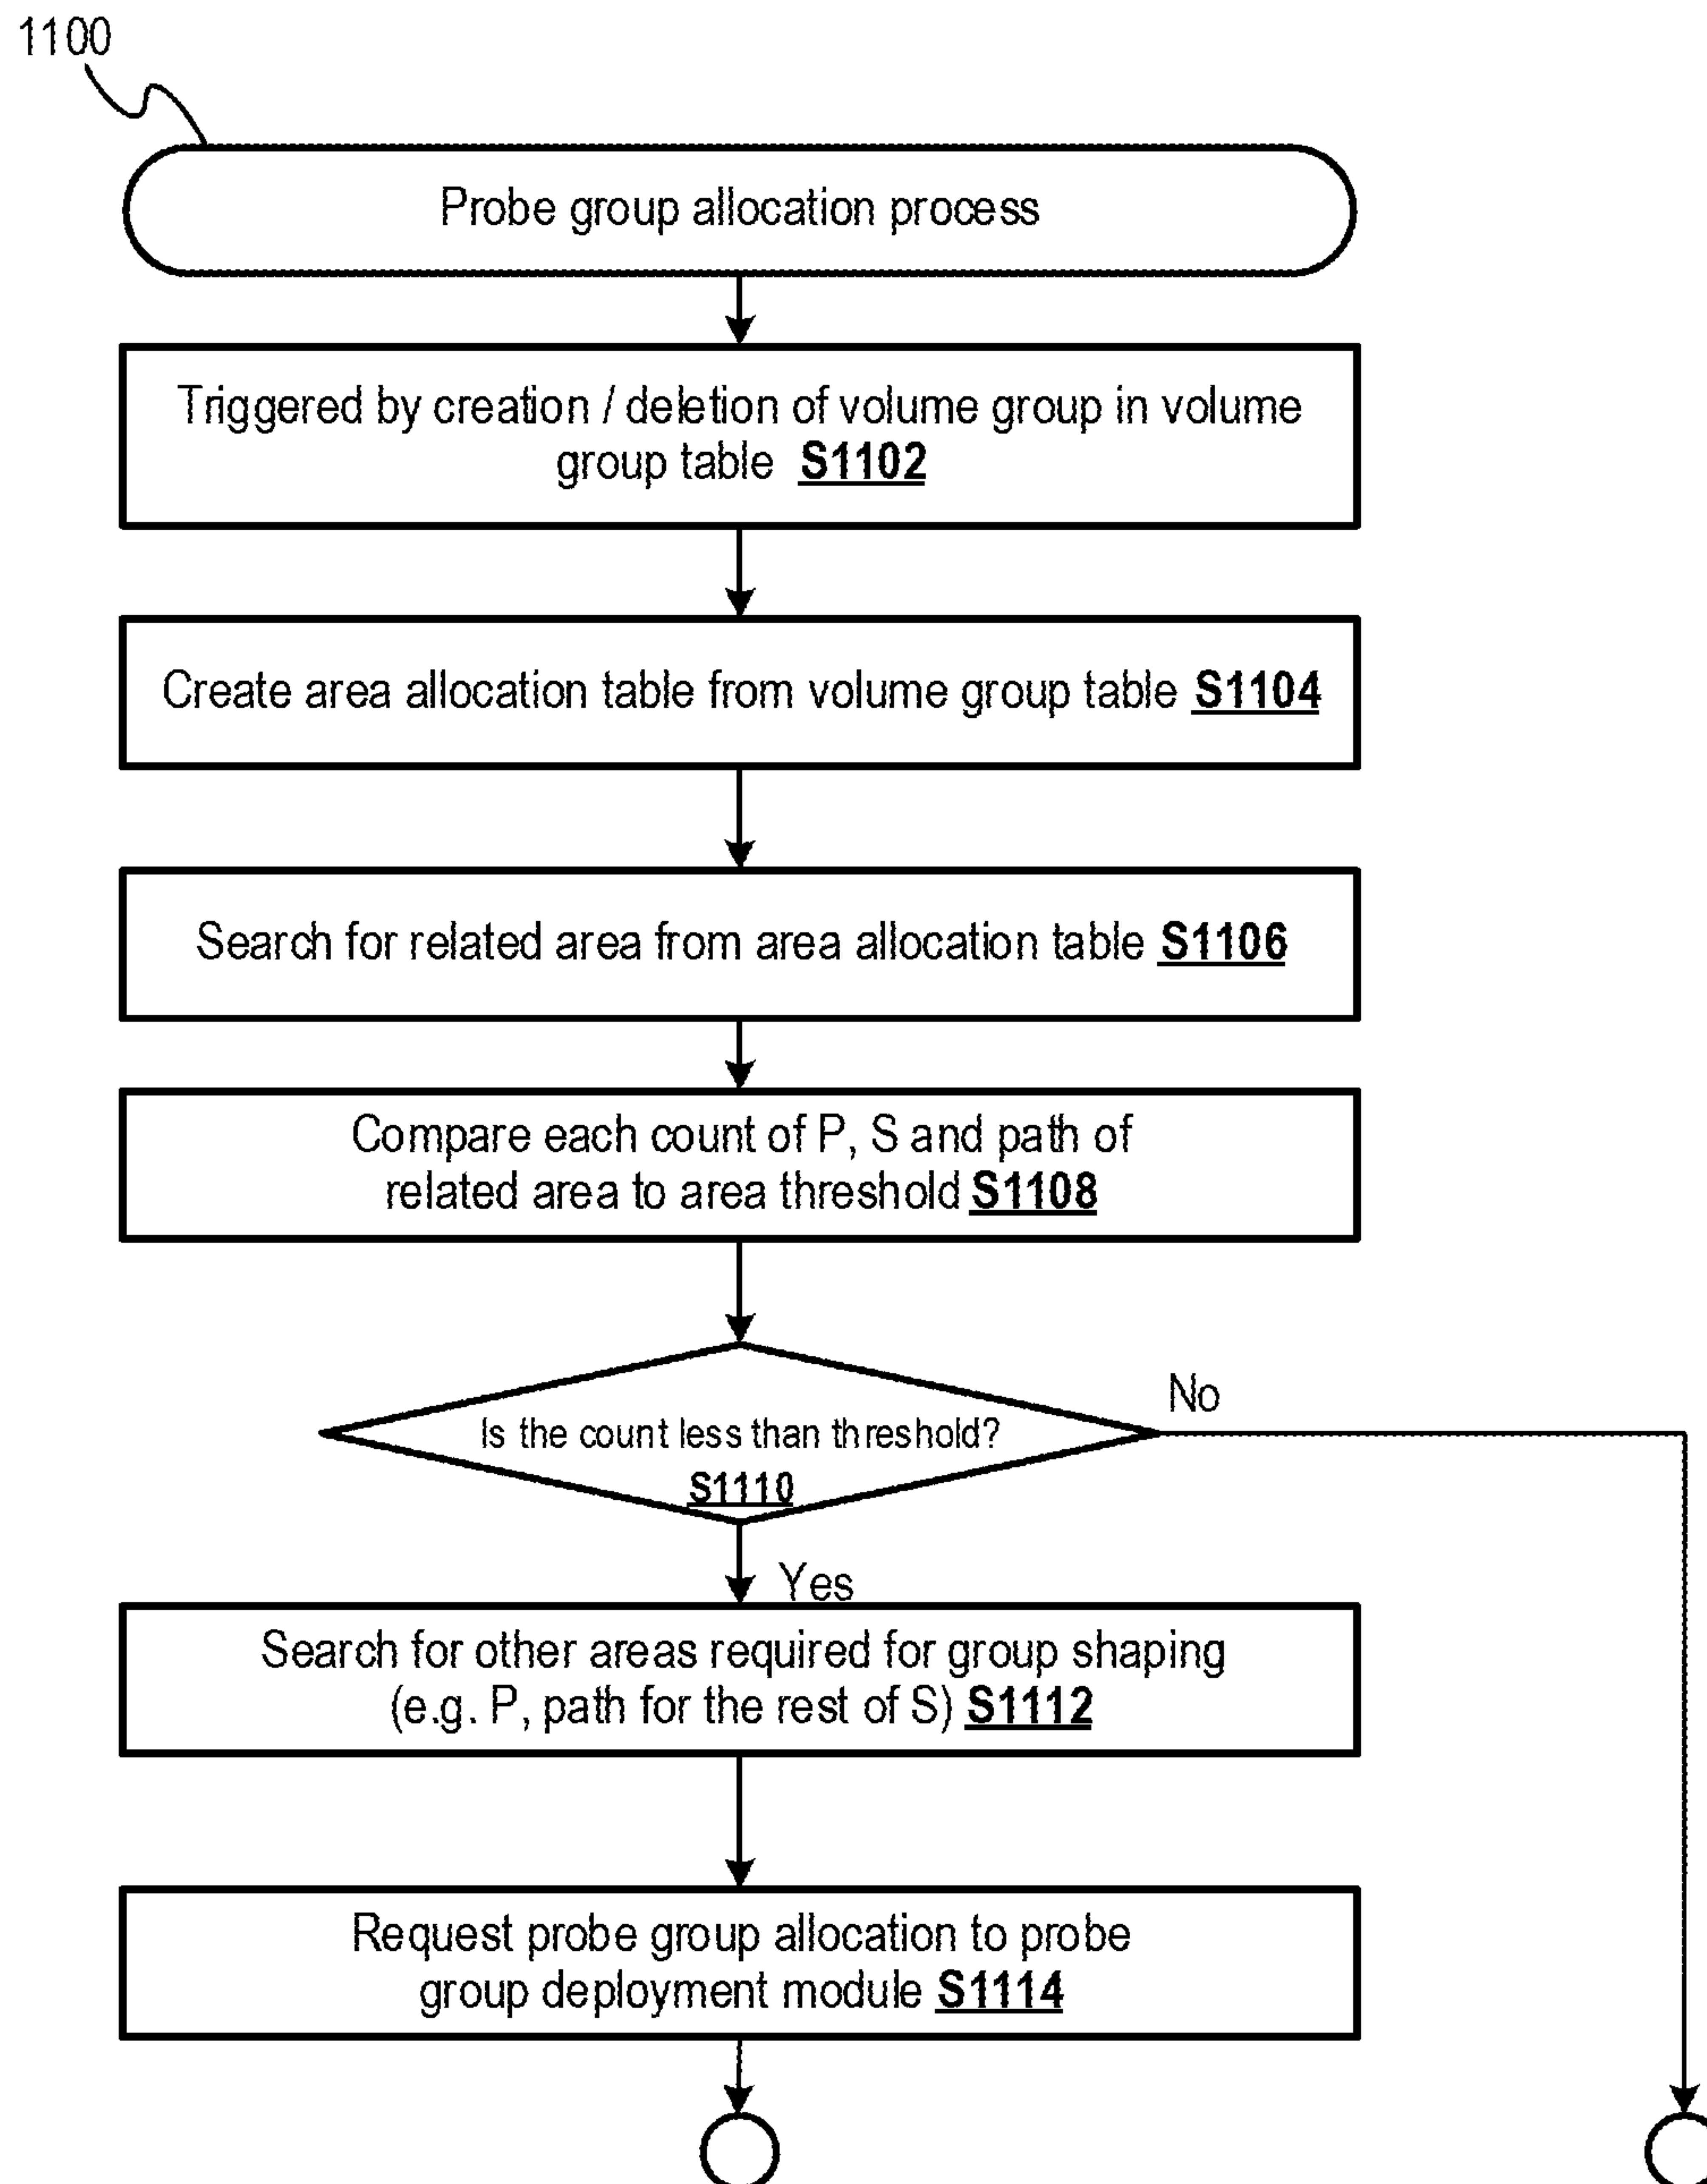 1100
Probe group allocation process
Triggered by creation / deletion of volume group in volume
group table S1102
Create area allocation table from volume group table S1104
Search for related area from area allocation table S1106
Compare each count of P, S and path of
related area to area threshold S1108
Is the count less than threshold?
S1110
No
Yes
Search for other areas required for group shaping
(e.g. P, path for the rest of S) S1112
Request probe group allocation to probe
group deployment module S1114